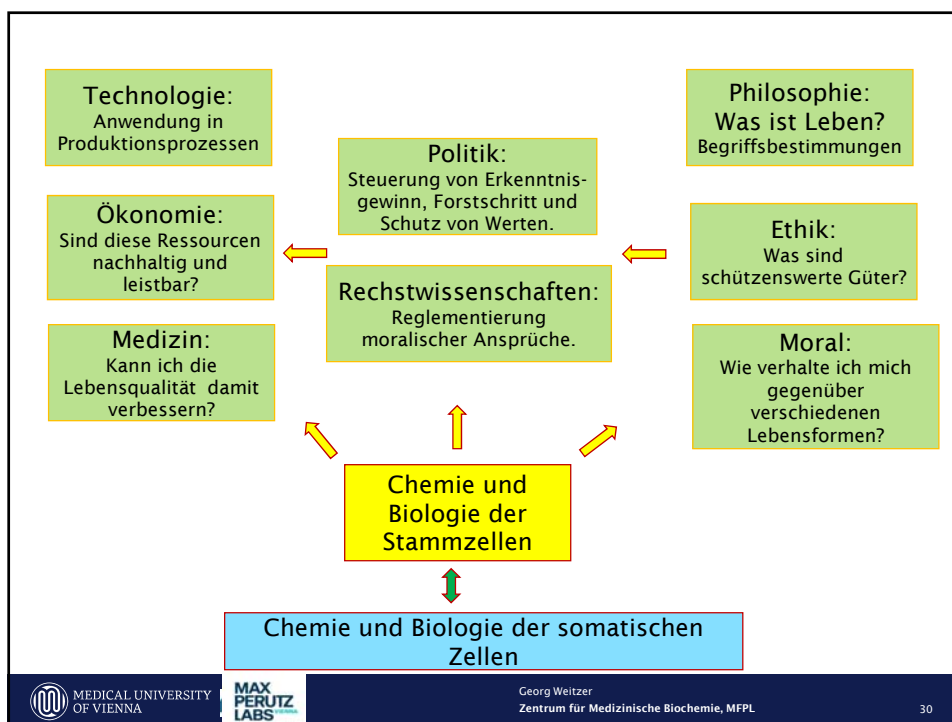 Technologie:
Anwendung in
Produktionsprozessen
Ökonomie:
Sind diese Ressourcen
nachhaltig und
leistbar?
Medizin:
Kann ich die
Lebensqualität damit
verbessern?
Politik:
Steuerung von Erkenntnis-
gewinn, Forstschritt und
Schutz von Werten.
Rechstwissenschaften:
Reglementierung
moralischer Ansprüche.
Philosophie:
Was ist Leben?
Begriffsbestimmungen
Ethik:
Was sind
schützenswerte Güter?
Moral:
Wie verhalte ich mich
gegenüber
verschiedenen
Lebensformen?
Chemie und
Biologie der
Stammzellen
Chemie und Biologie der somatischen
Zellen
MEDICAL UNIVERSITY
OF VIENNA
MAX
PERUTZ
LABS VIENNA
Georg Weitzer
Zentrum für Medizinische Biochemie, MFPL
30